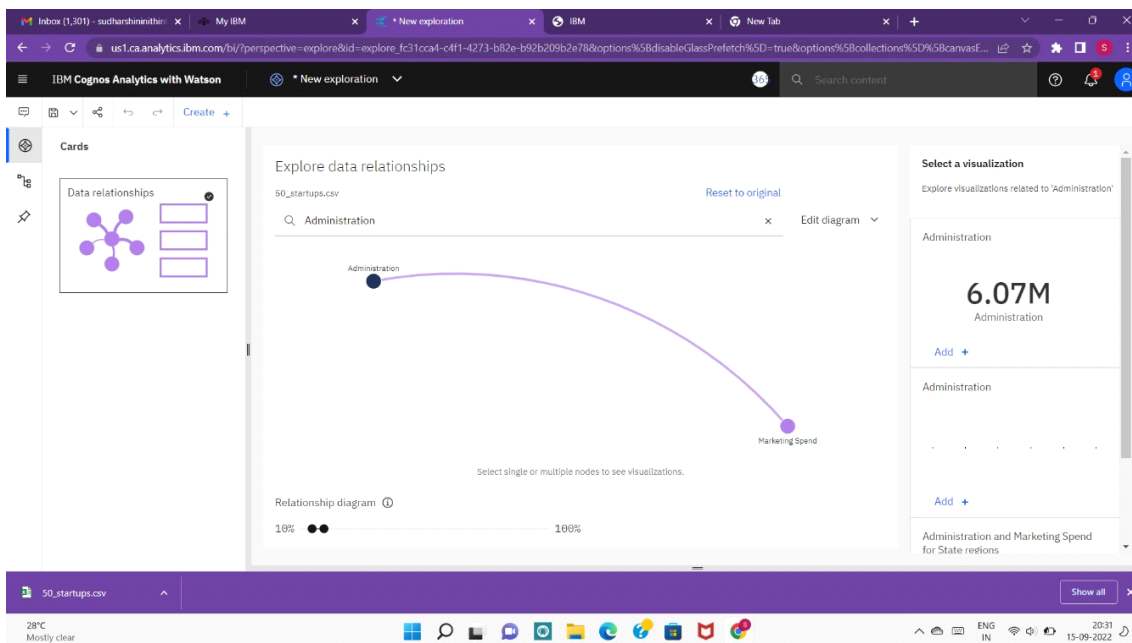 Inbox (1,301) - sudharshininithin
My IBM
* New exploration
IBM
New Tab
us1.ca.analytics.ibm.com/bi/?perspective=explore&id=explore_fc31cca4-c4f1-4273-b82e-b92b209b2e78&options%5BdisableGlassPrefetch%5D=true&options%5Bcollections%5D%5BcanvasE...
S
IBM Cognos Analytics with Watson
* New exploration
Search content
1
Create +
Cards
Data relationships
Explore data relationships
50_startups.csv
Reset to original
Administration
Edit diagram
Administration
Marketing Spend
Select single or multiple nodes to see visualizations.
Relationship diagram
10%
100%
Select a visualization
Explore visualizations related to 'Administration'
Administration
6.07M
Administration
Add +
Administration
Add +
Administration and Marketing Spend
for State regions
50_startups.csv
Show all
28°C
Mostly clear
ENG
IN
20:31
15-09-2022